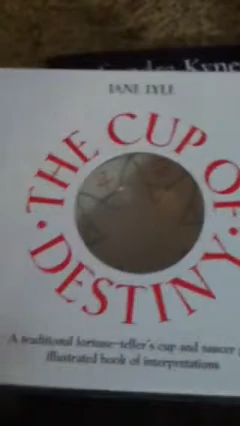 JANE LYLE
THE CUP OF
DESTINY
A traditional fortune-teller's cup and saucer
illustrated book of interpretations